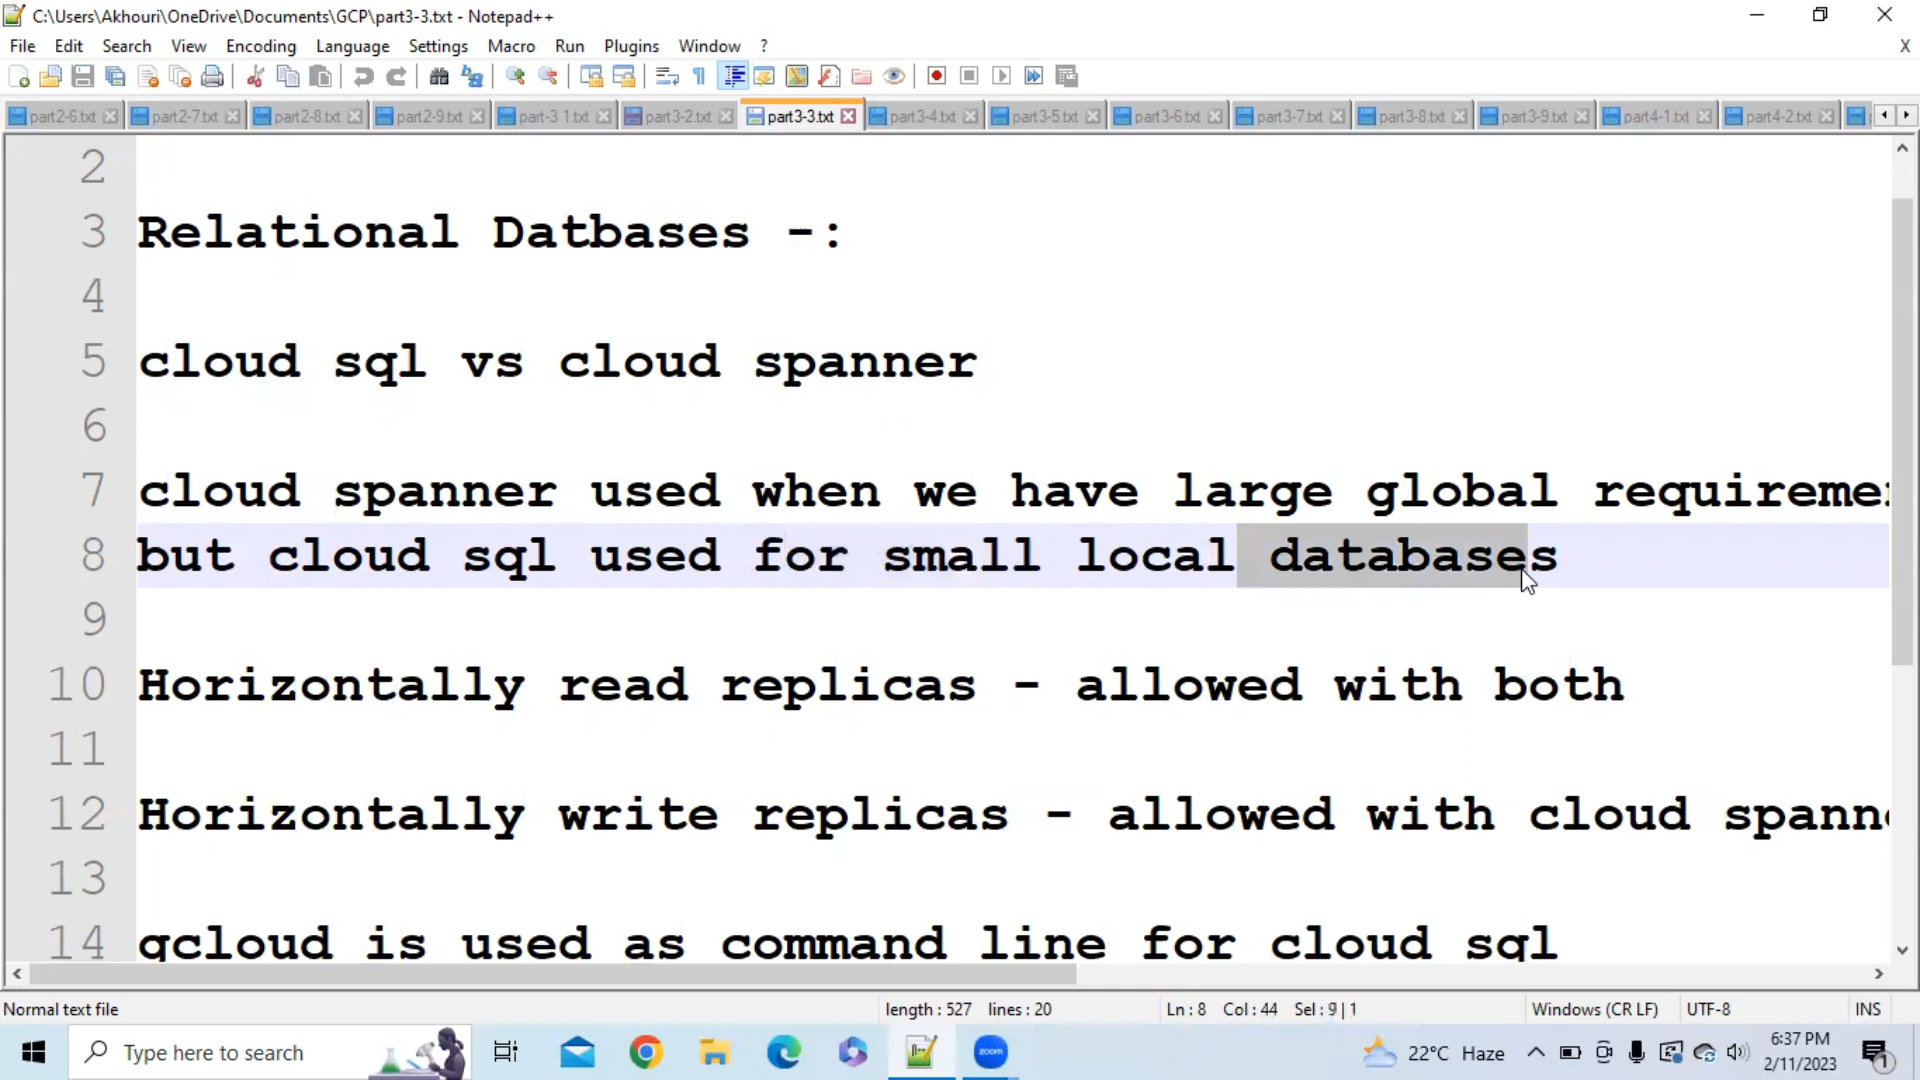 C:\Users\Akhouri\OneDrive\Documents\GCP\part3-3.txt - Notepad++
File Edit Search View Encoding Language Settings Macro Run Plugins Window ? X
part2-6.txt part2-7.txt part2-8.txt part2-9.txt part-3 1.txt part3-2.txt part3-3.txt part3-4.txt part3-5.txt part3-6.txt part3-7.txt part3-8.txt part3-9.txt part4-1.txt part4-2.txt
2
3 Relational Datbases -:
4
5 cloud sql vs cloud spanner
6
7 cloud spanner used when we have large global requiremen
8 but cloud sql used for small local databases
9
10 Horizontally read replicas - allowed with both
11
12 Horizontally write replicas - allowed with cloud spanne
13
14 gcloud is used as command line for cloud sql
Normal text file length : 527 lines : 20 Ln : 8 Col : 44 Sel : 9 | 1 Windows (CR LF) UTF-8 INS
Type here to search zoom 22°C Haze 6:37 PM
2/11/2023 1